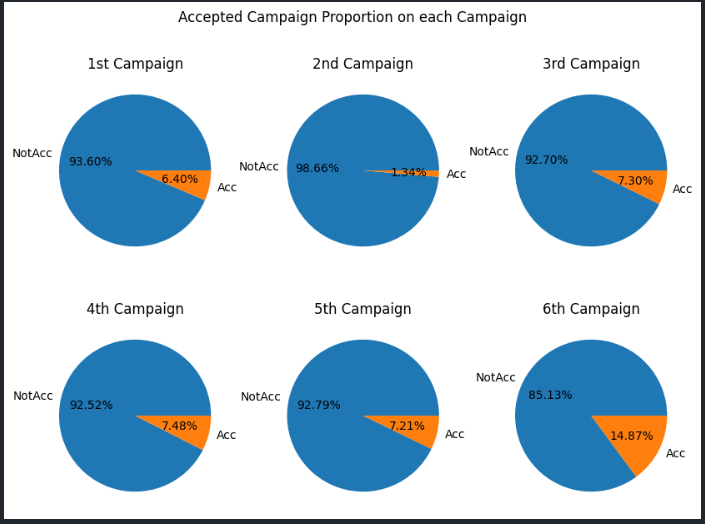 Accepted Campaign Proportion on each Campaign
1st Campaign
NotAcc
93.60%
6.40%
Acc
2nd Campaign
NotAcc
98.66%
1.34%
Acc
3rd Campaign
NotAcc
92.70%
7.30%
Acc
4th Campaign
NotAcc
92.52%
7.48%
Acc
5th Campaign
NotAcc
92.79%
7.21%
Acc
6th Campaign
NotAcc
85.13%
14.87%
Acc